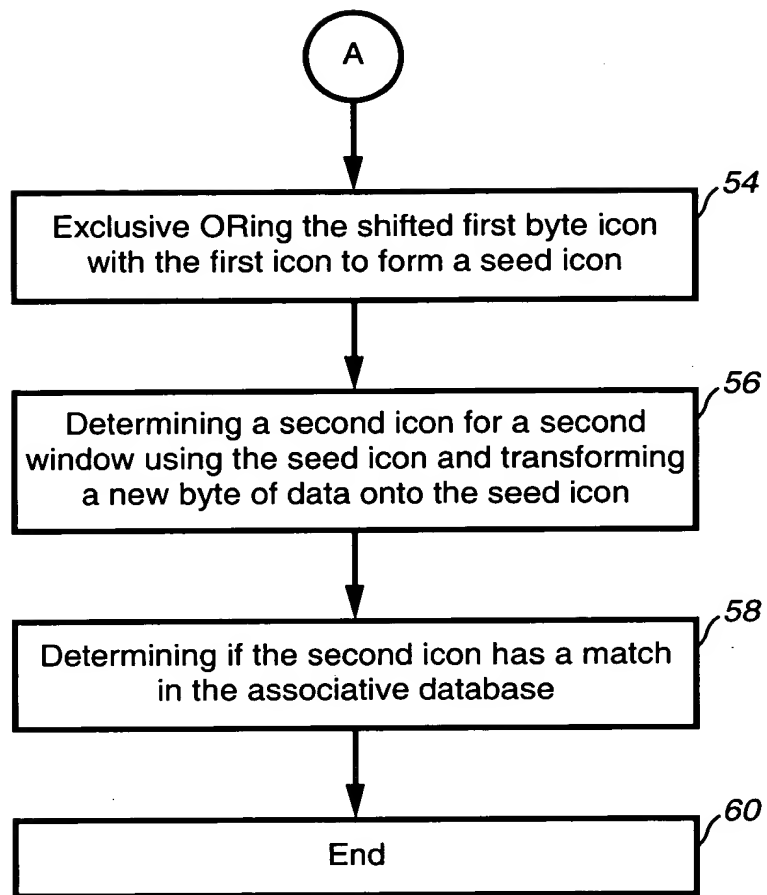 A
54
Exclusive ORing the shifted first byte icon
with the first icon to form a seed icon
56
Determining a second icon for a second
window using the seed icon and transforming
a new byte of data onto the seed icon
58
Determining if the second icon has a match
in the associative database
60
End